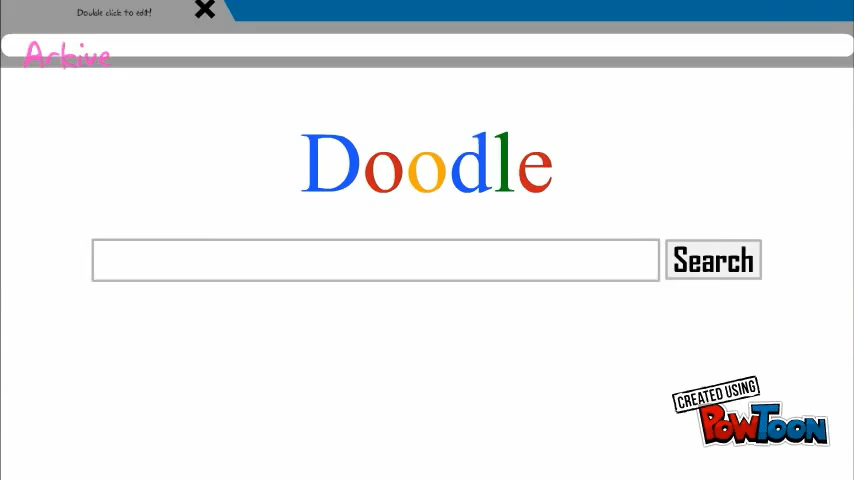 Double click to edit!
Arkive
Doodle
Search
CREATED USING
POWTOON